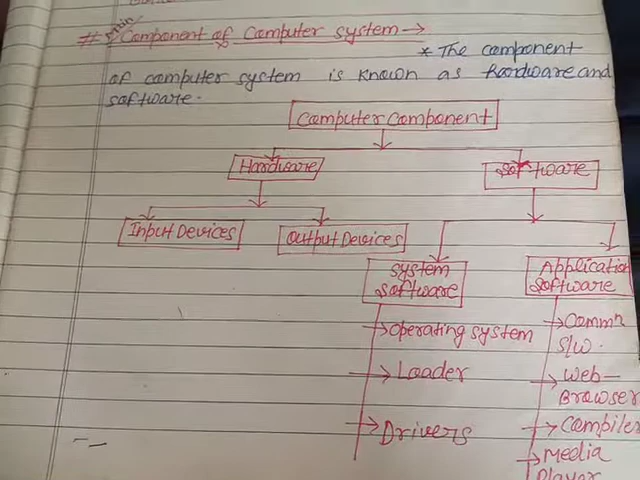 # Main Component of Computer system →
* The component
of computer system is known as hardware and
software.
Computer Component
Hardware
Software
Input Devices
Output Devices
System
Software
Application
Software
→ Operating system
→ Loader
→ Drivers
→ Commn
S/W.
→ Web-
Browser
→ Compiler
→ Media
Player